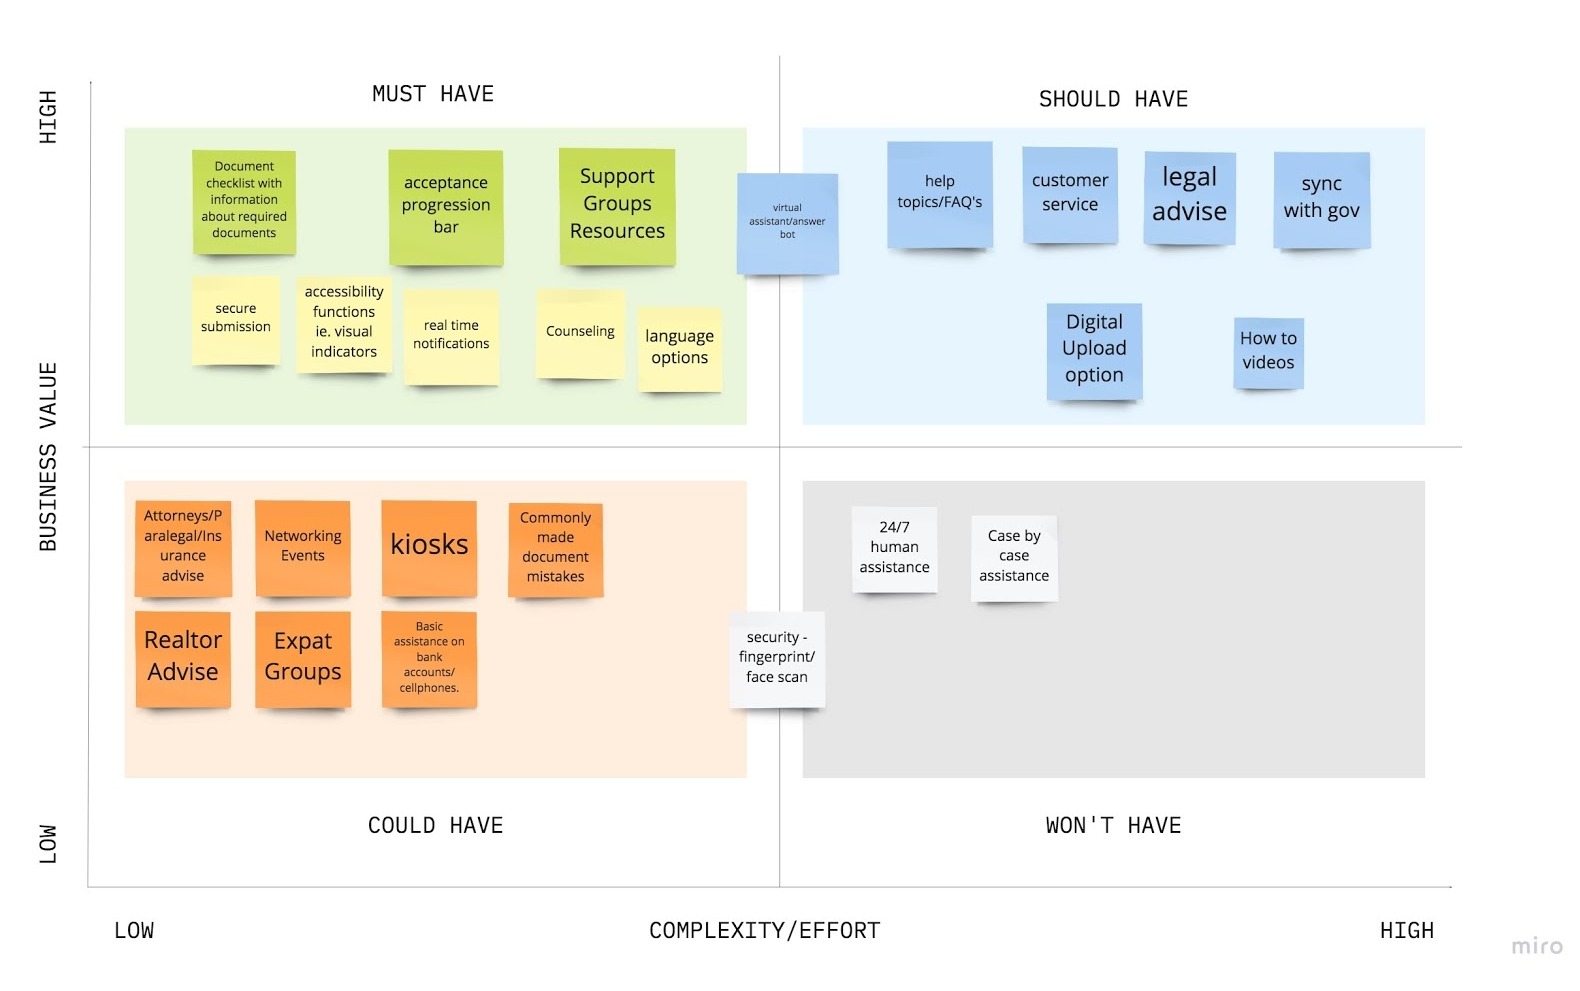 HIGH
BUSINESS VALUE
LOW
MUST HAVE
Document
checklist with
information
about required
documents
acceptance
progression
bar
Support
Groups
Resources
secure
submission
accessibility
functions
ie. visual
indicators
real time
notifications
Counseling
language
options
virtual
assistant/answer
bot
SHOULD HAVE
help
topics/FAQ's
customer
service
legal
advise
sync
with gov
Digital
Upload
option
How to
videos
Attorneys/P
aralegal/Ins
urance
advise
Networking
Events
kiosks
Commonly
made
document
mistakes
Realtor
Advise
Expat
Groups
Basic
assistance on
bank
accounts/
cellphones.
COULD HAVE
security -
fingerprint/
face scan
24/7
human
assistance
Case by
case
assistance
WON'T HAVE
LOW
COMPLEXITY/EFFORT
HIGH
miro